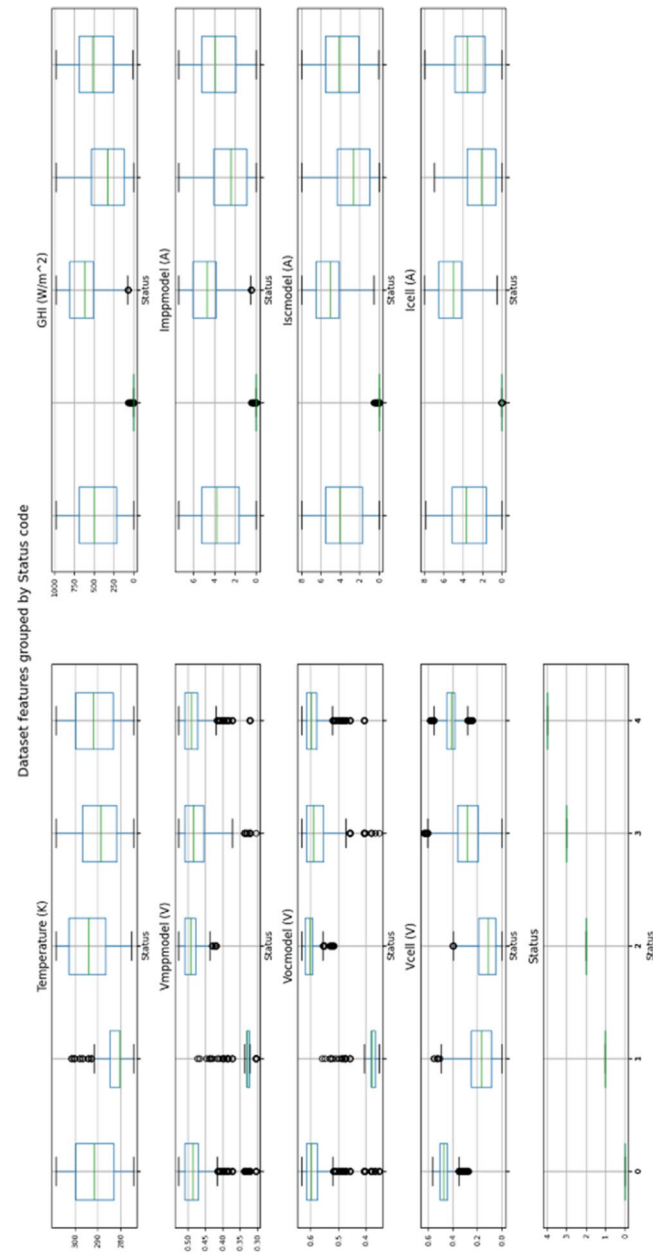 Dataset features grouped by Status code
Temperature (K)
300
290
280
Status
GHI (W/m^2)
1000
750
500
250
0
Status
Vmppmodel (V)
0.50
0.45
0.40
0.35
0.30
Status
Imppmodel (A)
6
4
2
0
Status
Vocmodel (V)
0.6
0.5
0.4
Status
Iscmodel (A)
8
6
4
2
0
Status
Vcell (V)
0.6
0.4
0.2
0.0
Status
Icell (A)
8
6
4
2
0
Status
Status
4
3
2
1
0
0 1 2 3 4
Status